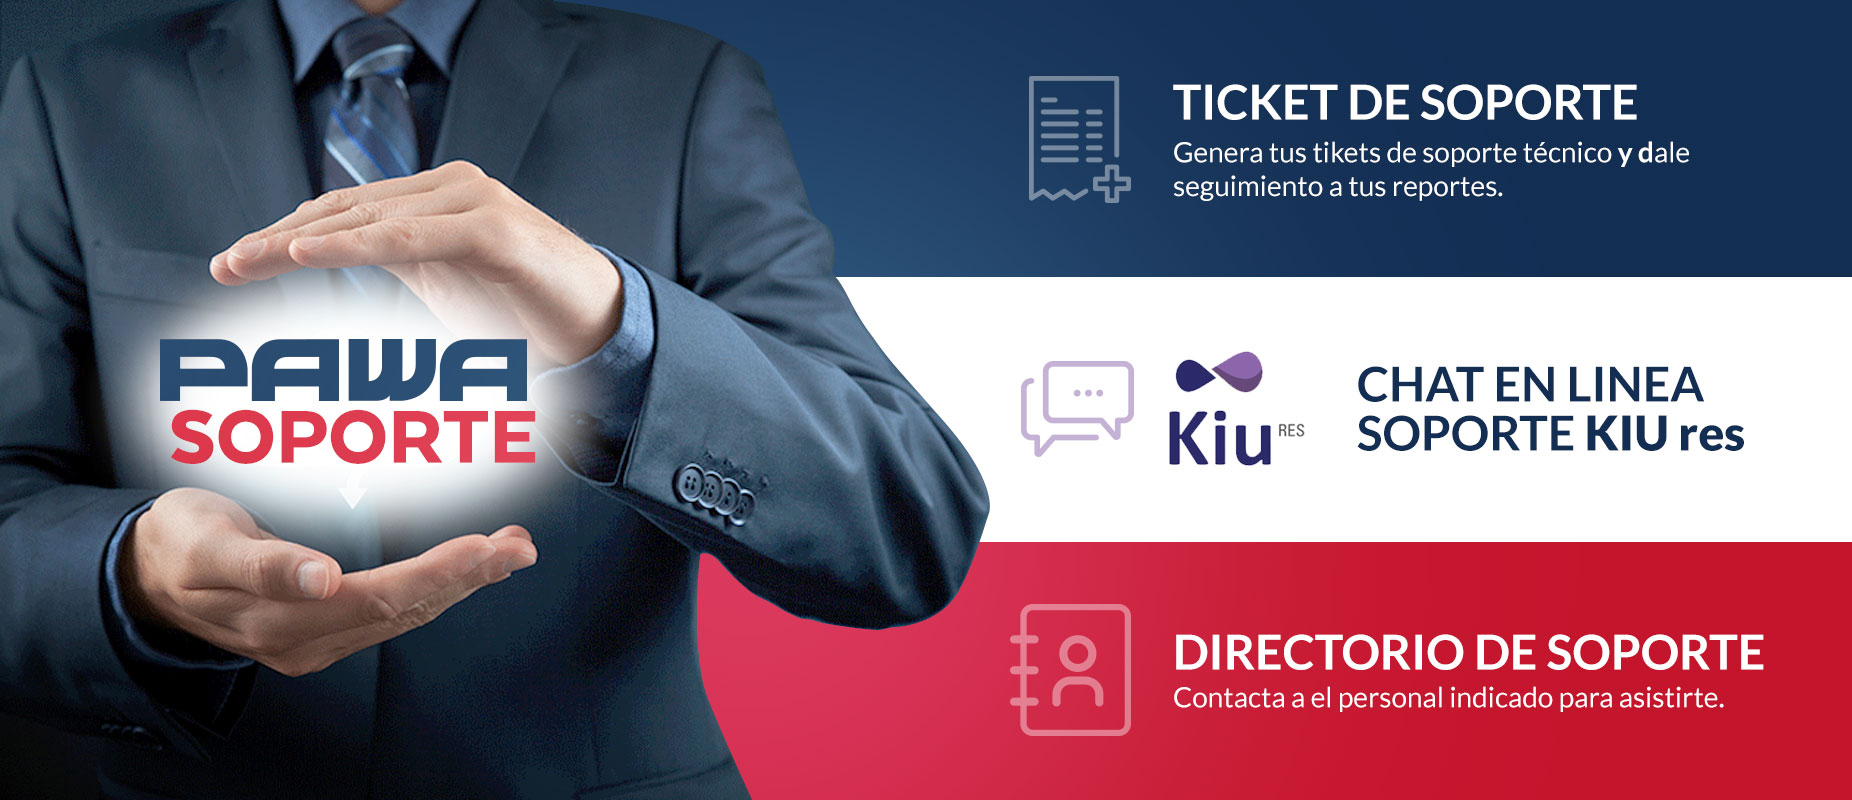 PAWA
SOPORTE
TICKET DE SOPORTE
Genera tus tikets de soporte técnico y dale
seguimiento a tus reportes.
Kiu RES
CHAT EN LINEA
SOPORTE KIU res
DIRECTORIO DE SOPORTE
Contacta a el personal indicado para asistirte.